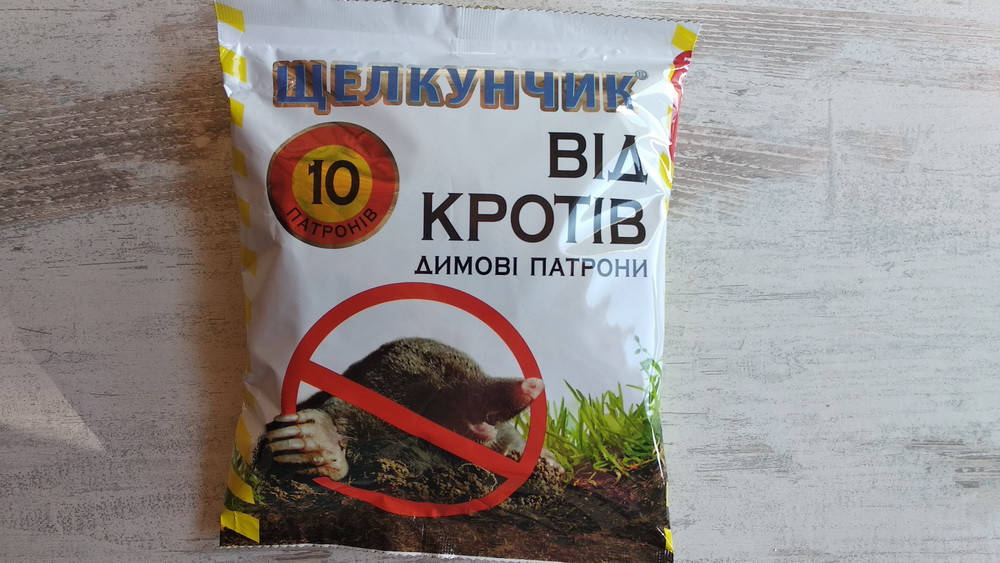 ЩЕЛКУНЧИК®
10
ПАТРОНІВ
ВІД
КРОТІВ
ДИМОВІ ПАТРОНИ